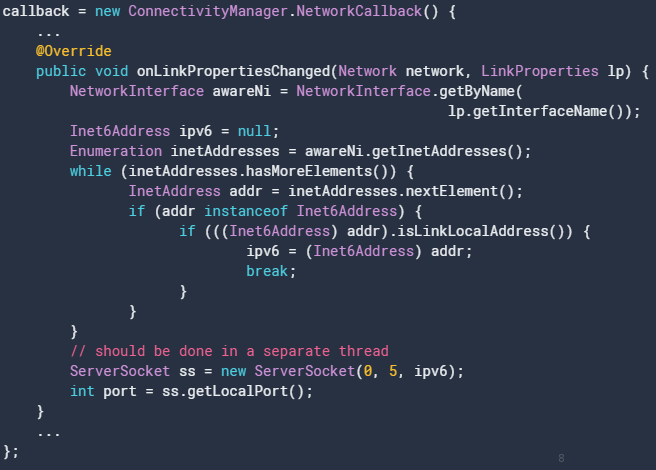 callback = new ConnectivityManager.NetworkCallback() {
    ...
    @Override
    public void onLinkPropertiesChanged(Network network, LinkProperties lp) {
        NetworkInterface awareNi = NetworkInterface.getByName(
                                                     lp.getInterfaceName());
        Inet6Address ipv6 = null;
        Enumeration inetAddresses = awareNi.getInetAddresses();
        while (inetAddresses.hasMoreElements()) {
               InetAddress addr = inetAddresses.nextElement();
               if (addr instanceof Inet6Address) {
                     if (((Inet6Address) addr).isLinkLocalAddress()) {
                             ipv6 = (Inet6Address) addr;
                             break;
                     }
               }
        }
        // should be done in a separate thread
        ServerSocket ss = new ServerSocket(0, 5, ipv6);
        int port = ss.getLocalPort();
    }
    ...
};
8